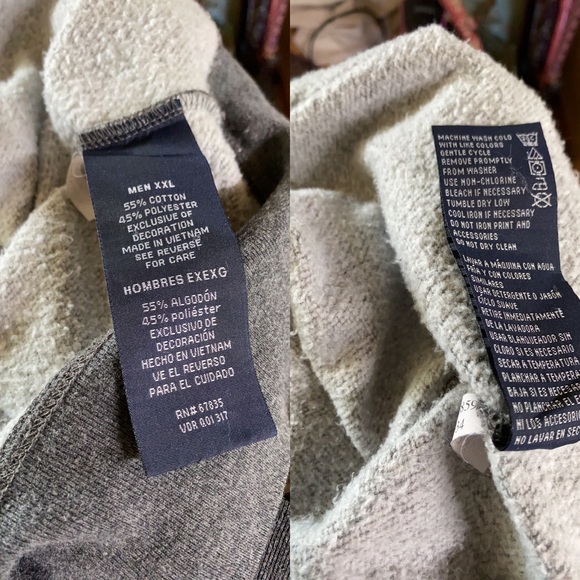 MEN XXL
55% COTTON
45% POLYESTER
EXCLUSIVE OF
DECORATION
MADE IN VIETNAM
SEE REVERSE
FOR CARE
HOMBRES EXEXG
55% ALGODÓN
45% poliéster
EXCLUSIVO DE
DECORACIÓN
HECHO EN VIETNAM
VE EL REVERSO
PARA EL CUIDADO
RN# 67835
VDR 001317
MACHINE WASH COLD
WITH LIKE COLORS
GENTLE CYCLE
REMOVE PROMPTLY
FROM WASHER
USE NON-CHLORINE
BLEACH IF NECESSARY
TUMBLE DRY LOW
COOL IRON IF NECESSARY
DO NOT IRON PRINT AND
ACCESSORIES
DO NOT DRY CLEAN
LAVAR A MÁQUINA CON AGUA
FRÍA Y CON COLORES
SIMILARES
USAR DETERGENTE O JABÓN
CICLO SUAVE
RETIRE INMEDIATAMENTE
DE LA LAVADORA
USAR BLANQUEADOR SIN
CLORO SI ES NECESARIO
SECAR A TEMPERATURA
PLANCHAR A TEMPERA
BAJA SI ES NECES
NO PLANCHAR EL
NI LOS ACCESOR
NO LAVAR EN SEC